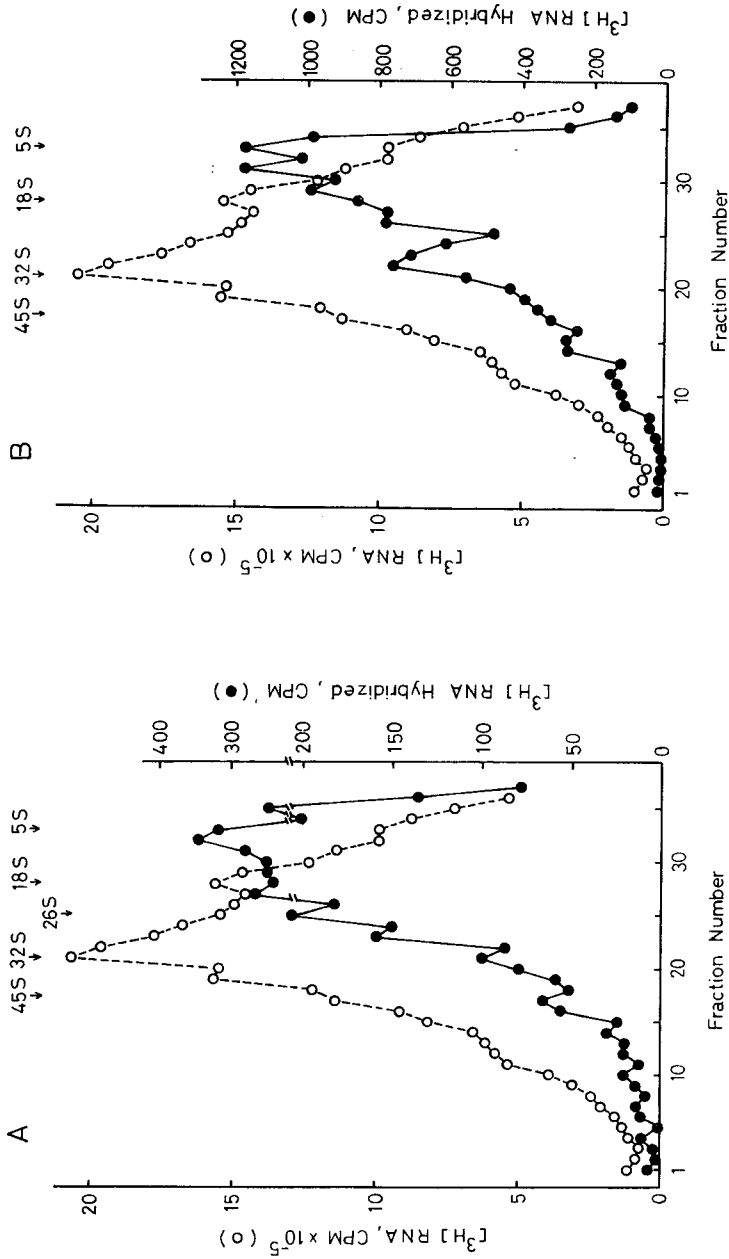 A
45S 32S 26S 18S 5S
[³H] RNA, CPM × 10⁻⁵ (o)
20
15
10
5
0
[³H] RNA Hybridized, CPM (●)
400
300
200
150
100
50
0
1 10 20 30
Fraction Number
B
45S 32S 18S 5S
[³H] RNA, CPM × 10⁻⁵ (o)
20
15
10
5
0
[³H] RNA Hybridized, CPM (●)
1200
1000
800
600
400
200
0
1 10 20 30
Fraction Number